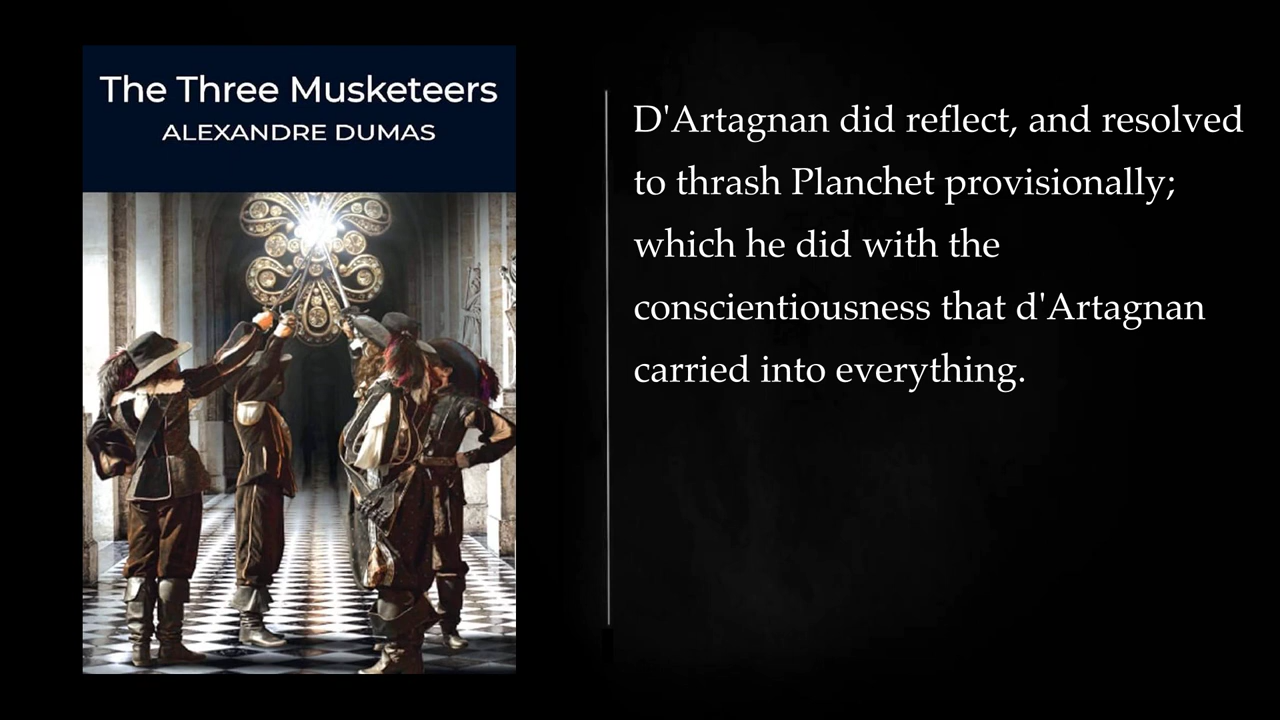 The Three Musketeers
ALEXANDRE DUMAS
D'Artagnan did reflect, and resolved
to thrash Planchet provisionally;
which he did with the
conscientiousness that d'Artagnan
carried into everything.